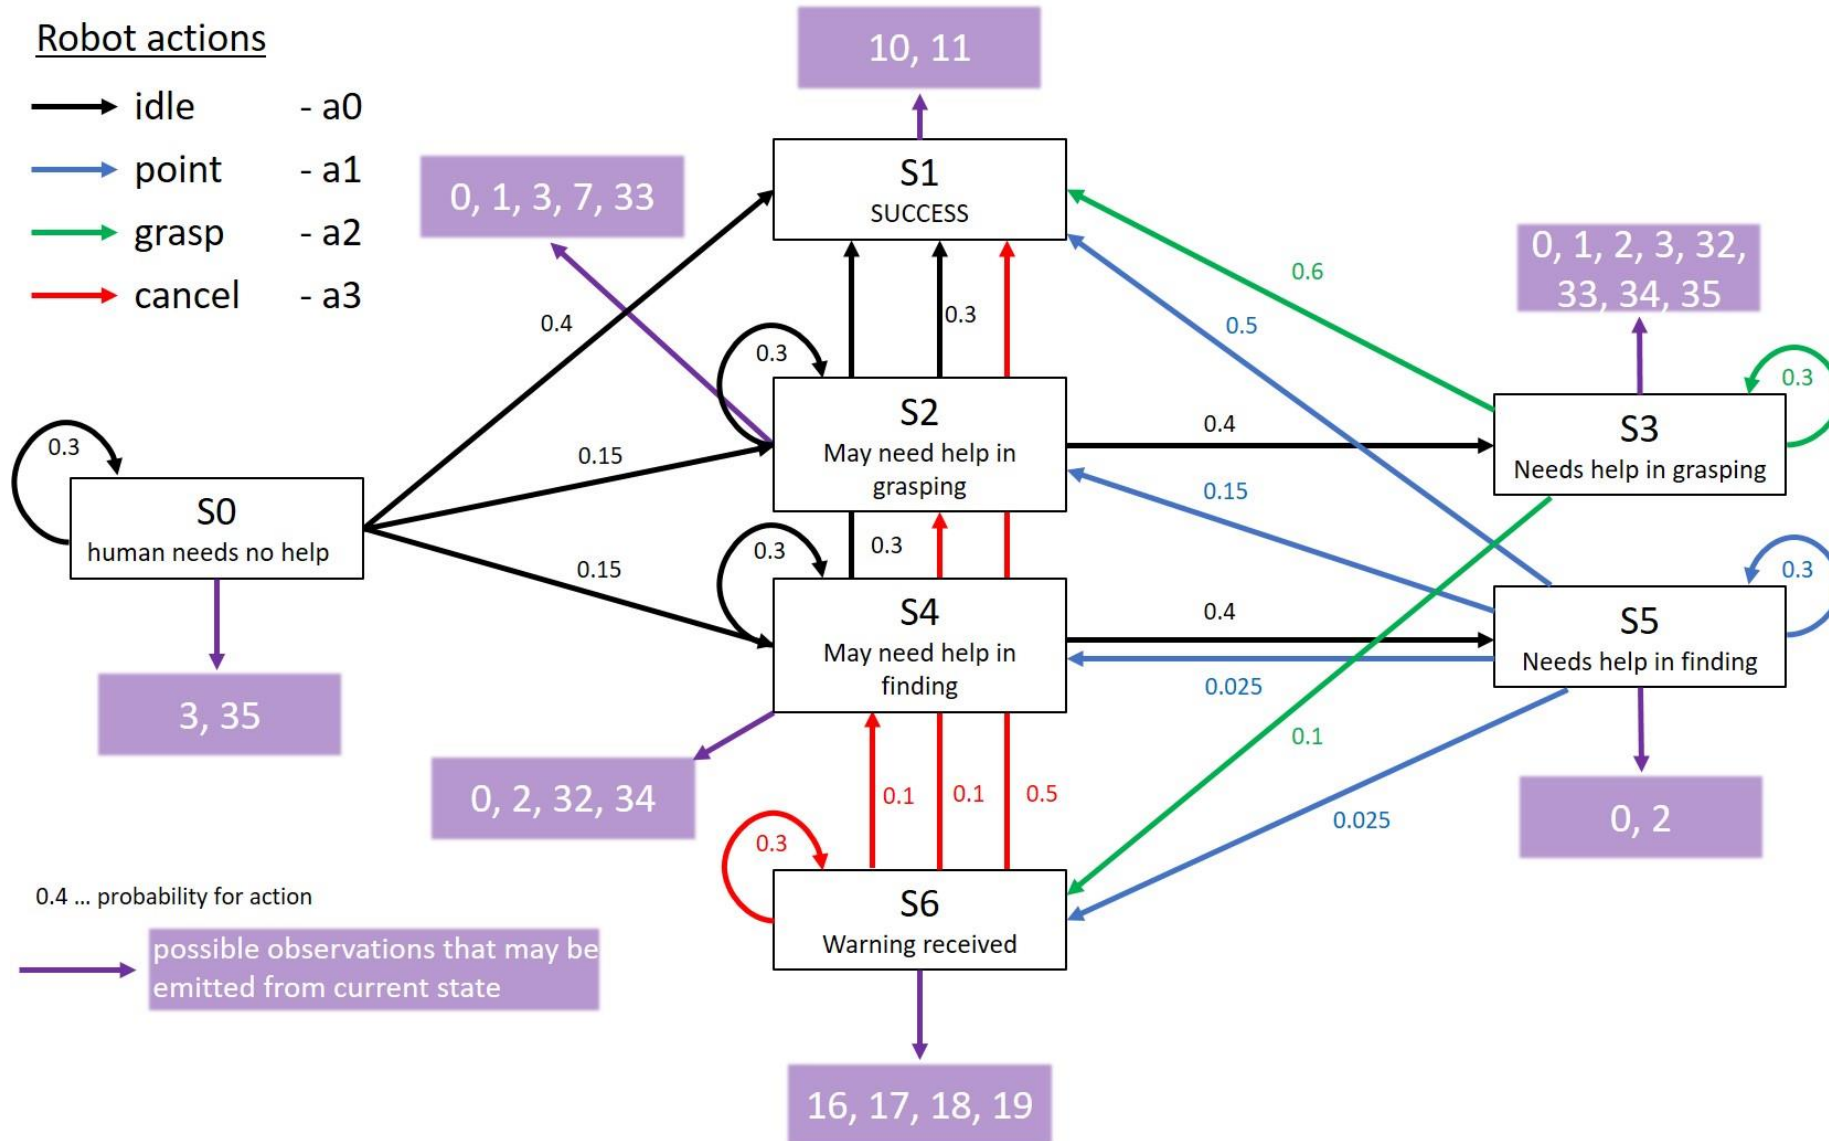 Robot actions
idle - a0
point - a1
grasp - a2
cancel - a3
10, 11
S1
SUCCESS
0, 1, 3, 7, 33
0, 1, 2, 3, 32,
33, 34, 35
0.4
0.3
0.3
0.6
0.5
0.3
S2
May need help in
grasping
0.4
S3
Needs help in grasping
0.3
S0
human needs no help
0.15
0.15
0.15
0.3
0.3
S4
May need help in
finding
0.4
0.025
0.3
S5
Needs help in finding
3, 35
0, 2, 32, 34
0.1
0.1
0.5
0.1
0.025
0, 2
0.3
S6
Warning received
16, 17, 18, 19
0.4 ... probability for action
possible observations that may be
emitted from current state